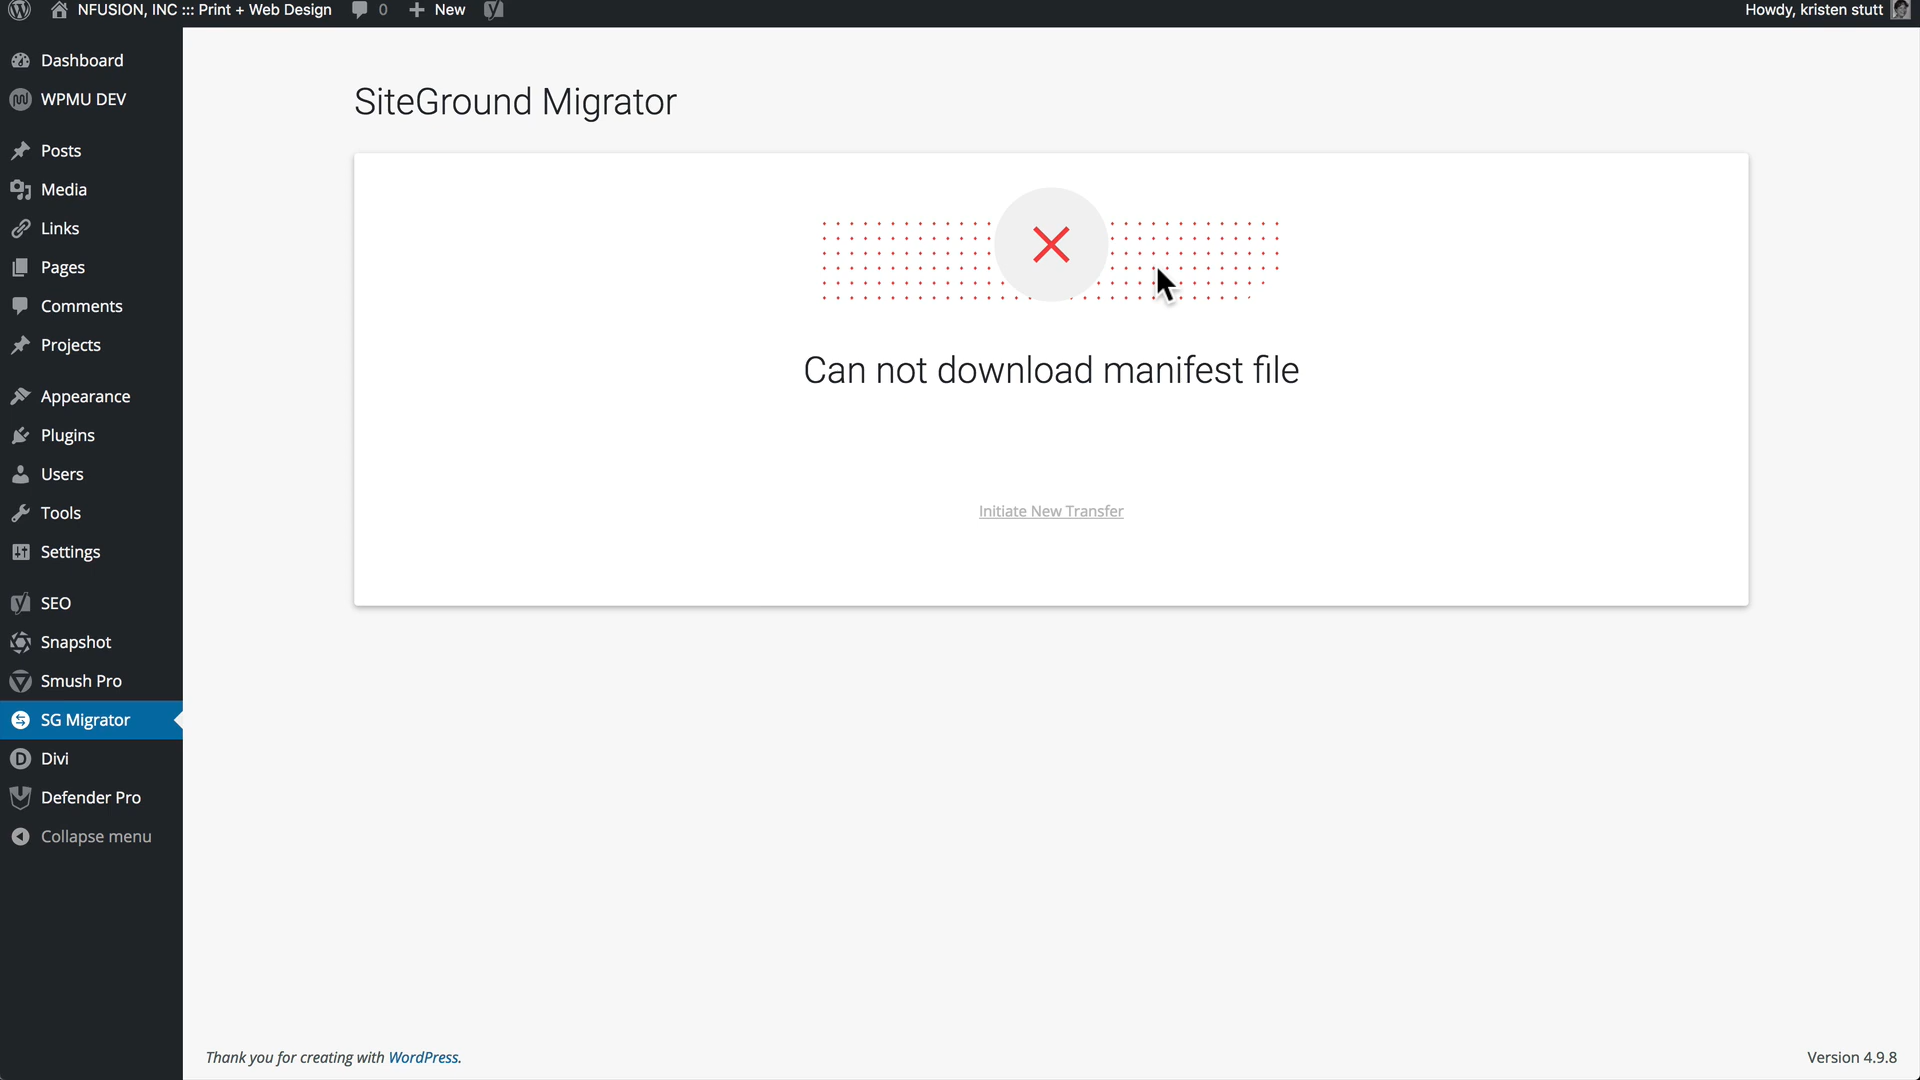 NFUSION, INC ::: Print + Web Design 0 New Howdy, kristen stutt
Dashboard
WPMU DEV
Posts
Media
Links
Pages
Comments
Projects
Appearance
Plugins
Users
Tools
Settings
SEO
Snapshot
Smush Pro
SG Migrator
Divi
Defender Pro
Collapse menu
SiteGround Migrator
Can not download manifest file
Initiate New Transfer
Thank you for creating with WordPress. Version 4.9.8